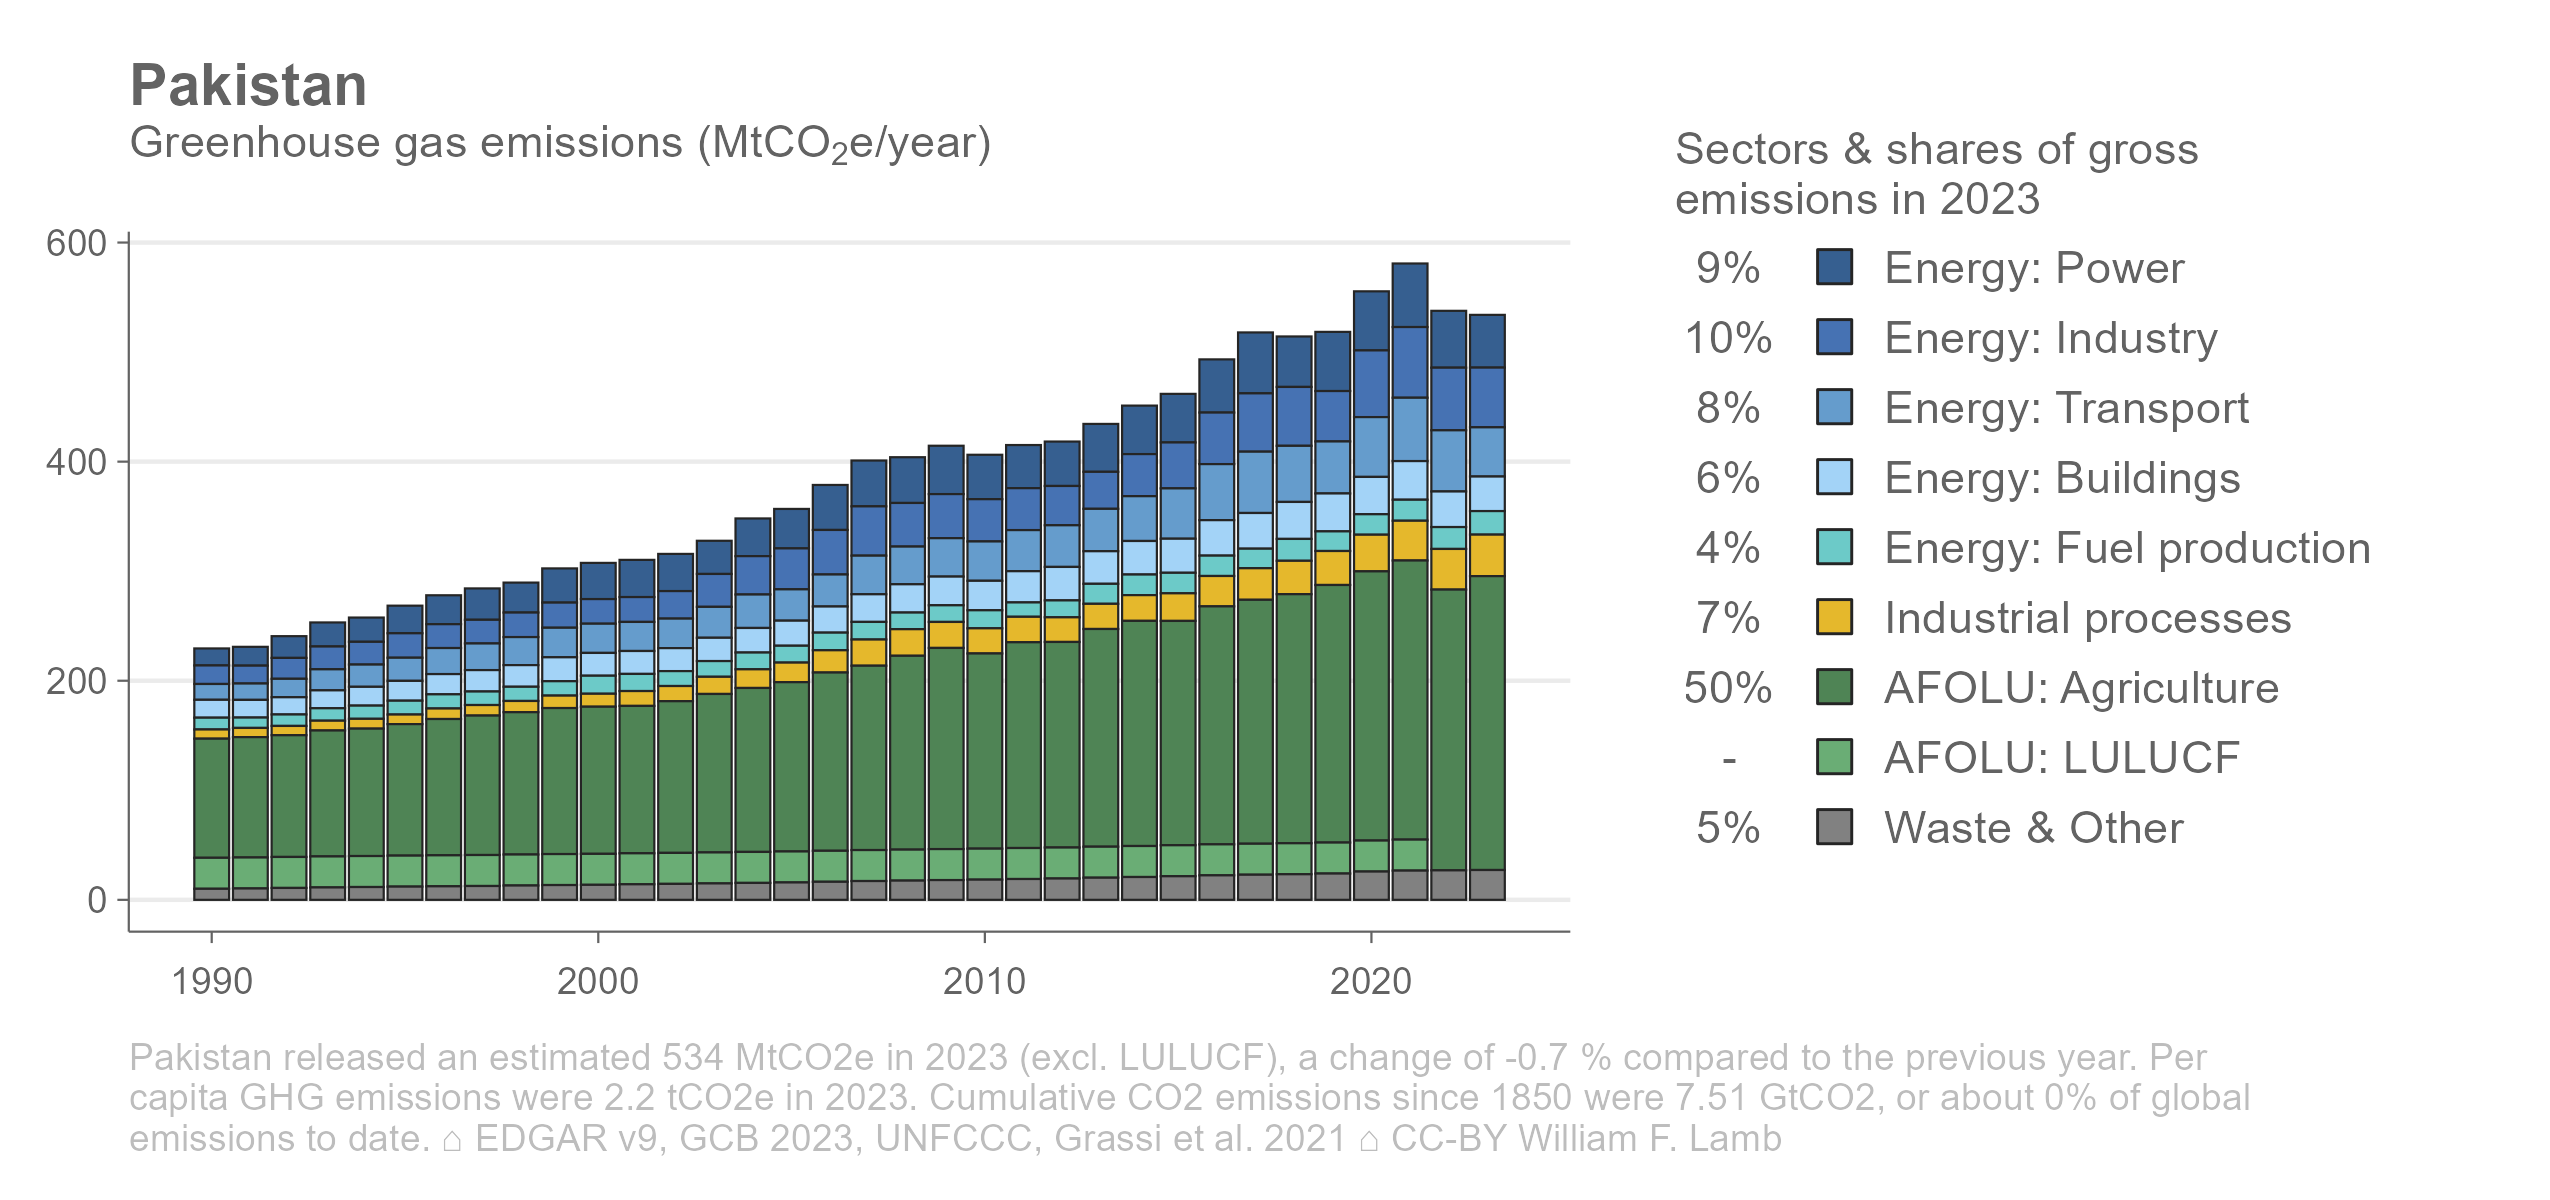 Pakistan
Greenhouse gas emissions (MtCO₂e/year)
Sectors & shares of gross
emissions in 2023
600
400
200
0
1990
2000
2010
2020
9% Energy: Power
10% Energy: Industry
8% Energy: Transport
6% Energy: Buildings
4% Energy: Fuel production
7% Industrial processes
50% AFOLU: Agriculture
- AFOLU: LULUCF
5% Waste & Other
Pakistan released an estimated 534 MtCO2e in 2023 (excl. LULUCF), a change of -0.7 % compared to the previous year. Per
capita GHG emissions were 2.2 tCO2e in 2023. Cumulative CO2 emissions since 1850 were 7.51 GtCO2, or about 0% of global
emissions to date. ⌂ EDGAR v9, GCB 2023, UNFCCC, Grassi et al. 2021 ⌂ CC-BY William F. Lamb